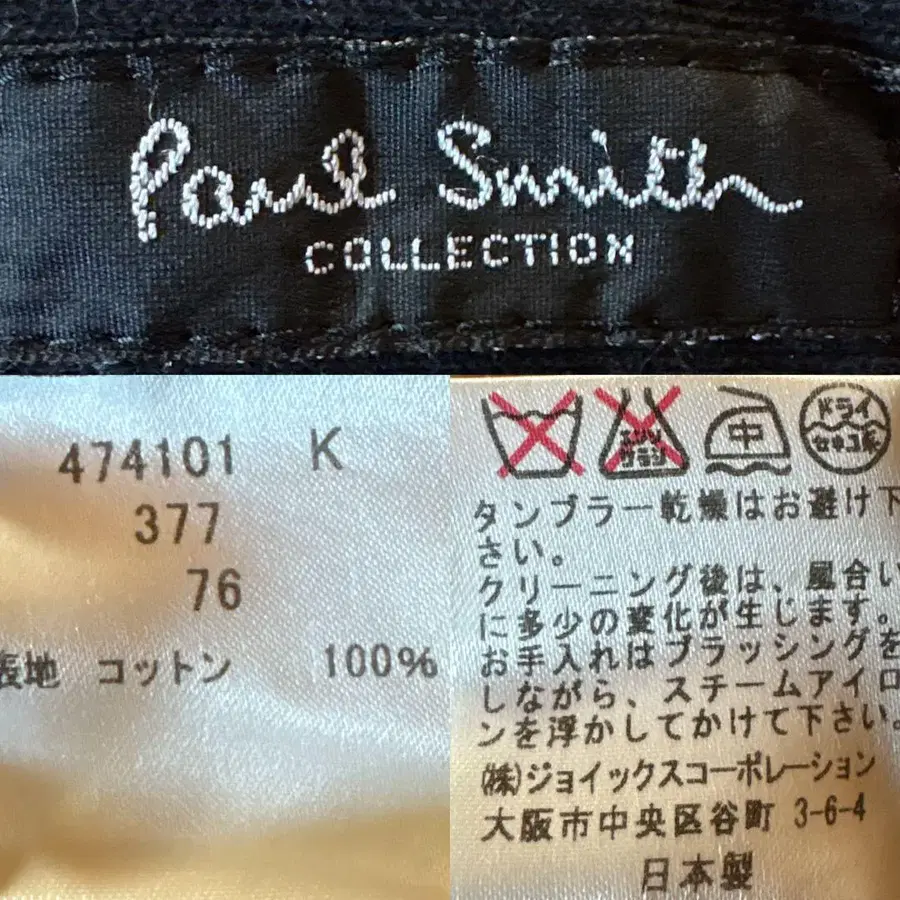 Paul Smith
COLLECTION
474101 K
377
76
表地 コットン 100%
エンソ
サラシ
中
ドライ
セキユ系
タンブラー乾燥はお避け下
さい。
クリーニング後は、風合い
に多少の変化が生じます。
お手入れはブラッシングを
しながら、スチームアイロ
ンを浮かしてかけて下さい。
(株)ジョイックスコーポレーション
大阪市中央区谷町 3-6-4
日本製